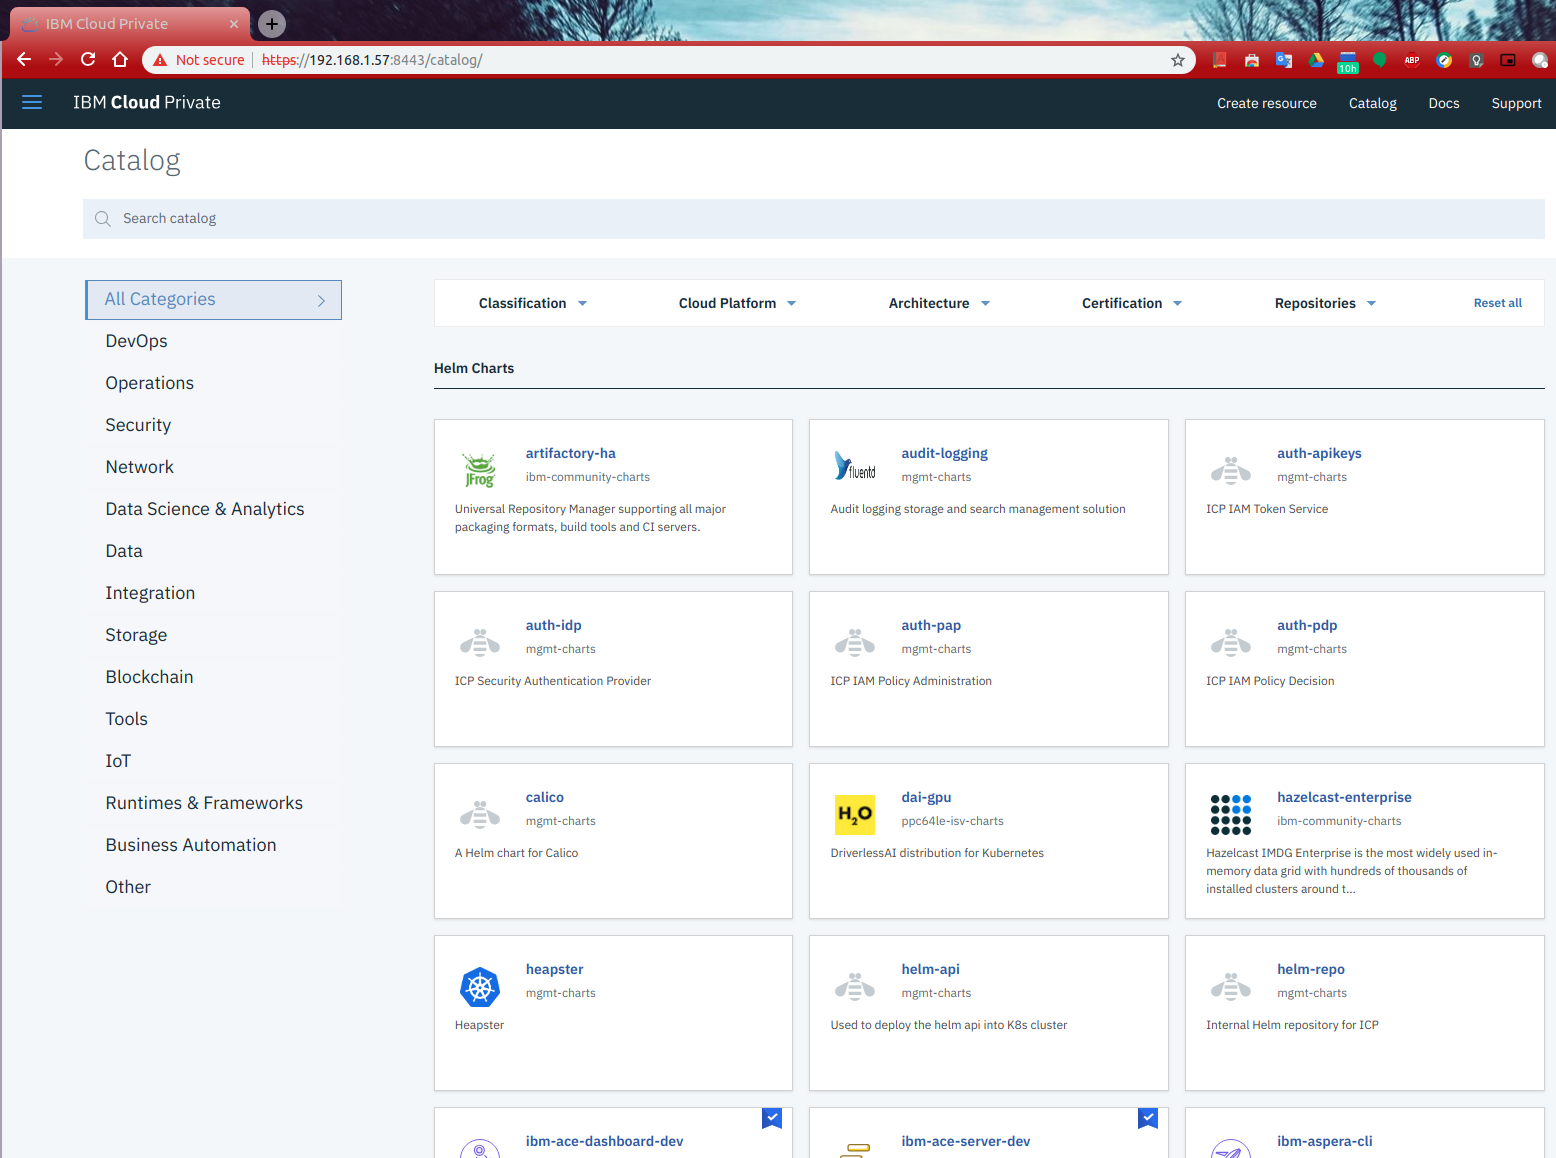 IBM Cloud Private
Not secure https://192.168.1.57:8443/catalog/
10h
ABP
IBM Cloud Private
Create resource
Catalog
Docs
Support
Catalog
Search catalog
All Categories
DevOps
Operations
Security
Network
Data Science & Analytics
Data
Integration
Storage
Blockchain
Tools
IoT
Runtimes & Frameworks
Business Automation
Other
Classification
Cloud Platform
Architecture
Certification
Repositories
Reset all
Helm Charts
JFrog
artifactory-ha
ibm-community-charts
Universal Repository Manager supporting all major
packaging formats, build tools and CI servers.
fluentd
audit-logging
mgmt-charts
Audit logging storage and search management solution
auth-apikeys
mgmt-charts
ICP IAM Token Service
auth-idp
mgmt-charts
ICP Security Authentication Provider
auth-pap
mgmt-charts
ICP IAM Policy Administration
auth-pdp
mgmt-charts
ICP IAM Policy Decision
calico
mgmt-charts
A Helm chart for Calico
H2O
dai-gpu
ppc64le-isv-charts
DriverlessAI distribution for Kubernetes
hazelcast-enterprise
ibm-community-charts
Hazelcast IMDG Enterprise is the most widely used in-
memory data grid with hundreds of thousands of
installed clusters around t...
heapster
mgmt-charts
Heapster
helm-api
mgmt-charts
Used to deploy the helm api into K8s cluster
helm-repo
mgmt-charts
Internal Helm repository for ICP
ibm-ace-dashboard-dev
ibm-ace-server-dev
ibm-aspera-cli